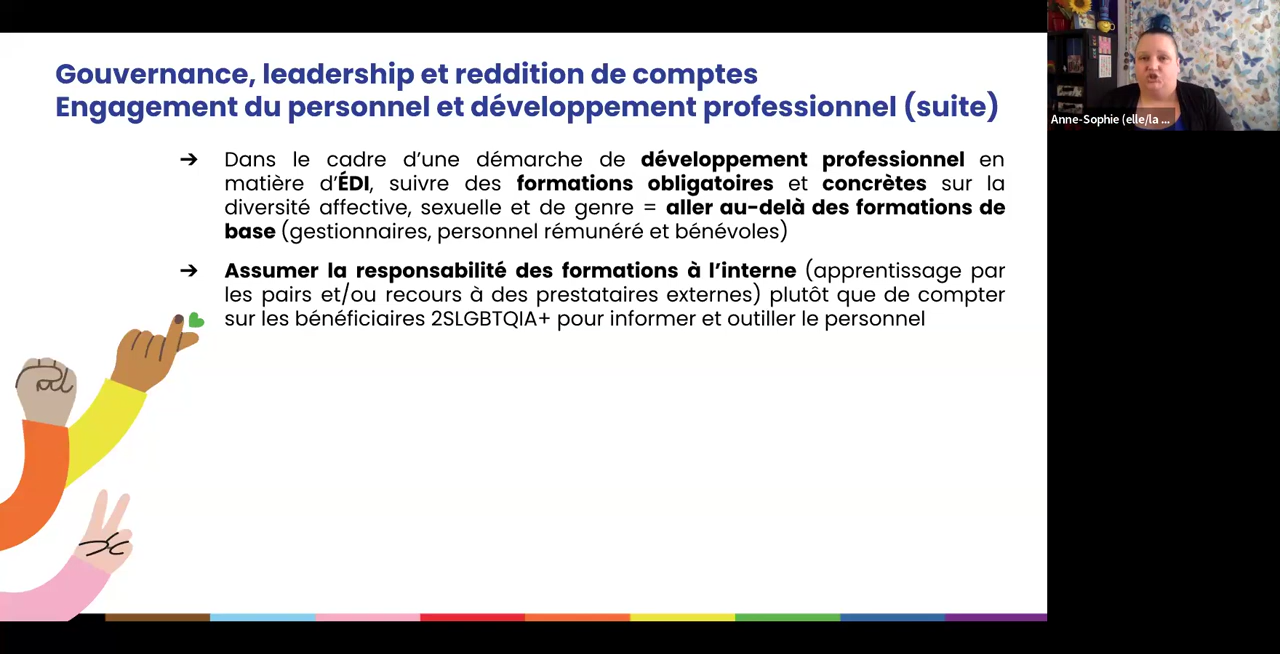 Gouvernance, leadership et reddition de comptes
Engagement du personnel et développement professionnel (suite)
➔ Dans le cadre d’une démarche de développement professionnel en
matière d’ÉDI, suivre des formations obligatoires et concrètes sur la
diversité affective, sexuelle et de genre = aller au-delà des formations de
base (gestionnaires, personnel rémunéré et bénévoles)
➔ Assumer la responsabilité des formations à l’interne (apprentissage par
les pairs et/ou recours à des prestataires externes) plutôt que de compter
sur les bénéficiaires 2SLGBTQIA+ pour informer et outiller le personnel
Anne-Sophie (elle/la ...